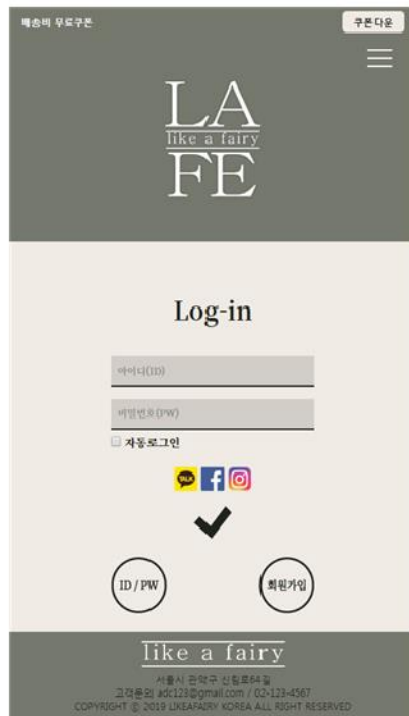 배송비 무료쿠폰
쿠폰다운
LA
like a fairy
FE
Log-in
아이디(ID)
비밀번호(PW)
자동로그인
TALK
ID / PW
회원가입
like a fairy
서울시 관악구 신림로64길
고객문의 adc123@gmail.com / 02-123-4567
COPYRIGHT © 2019 LIKEAFAIRY KOREA ALL RIGHT RESERVED